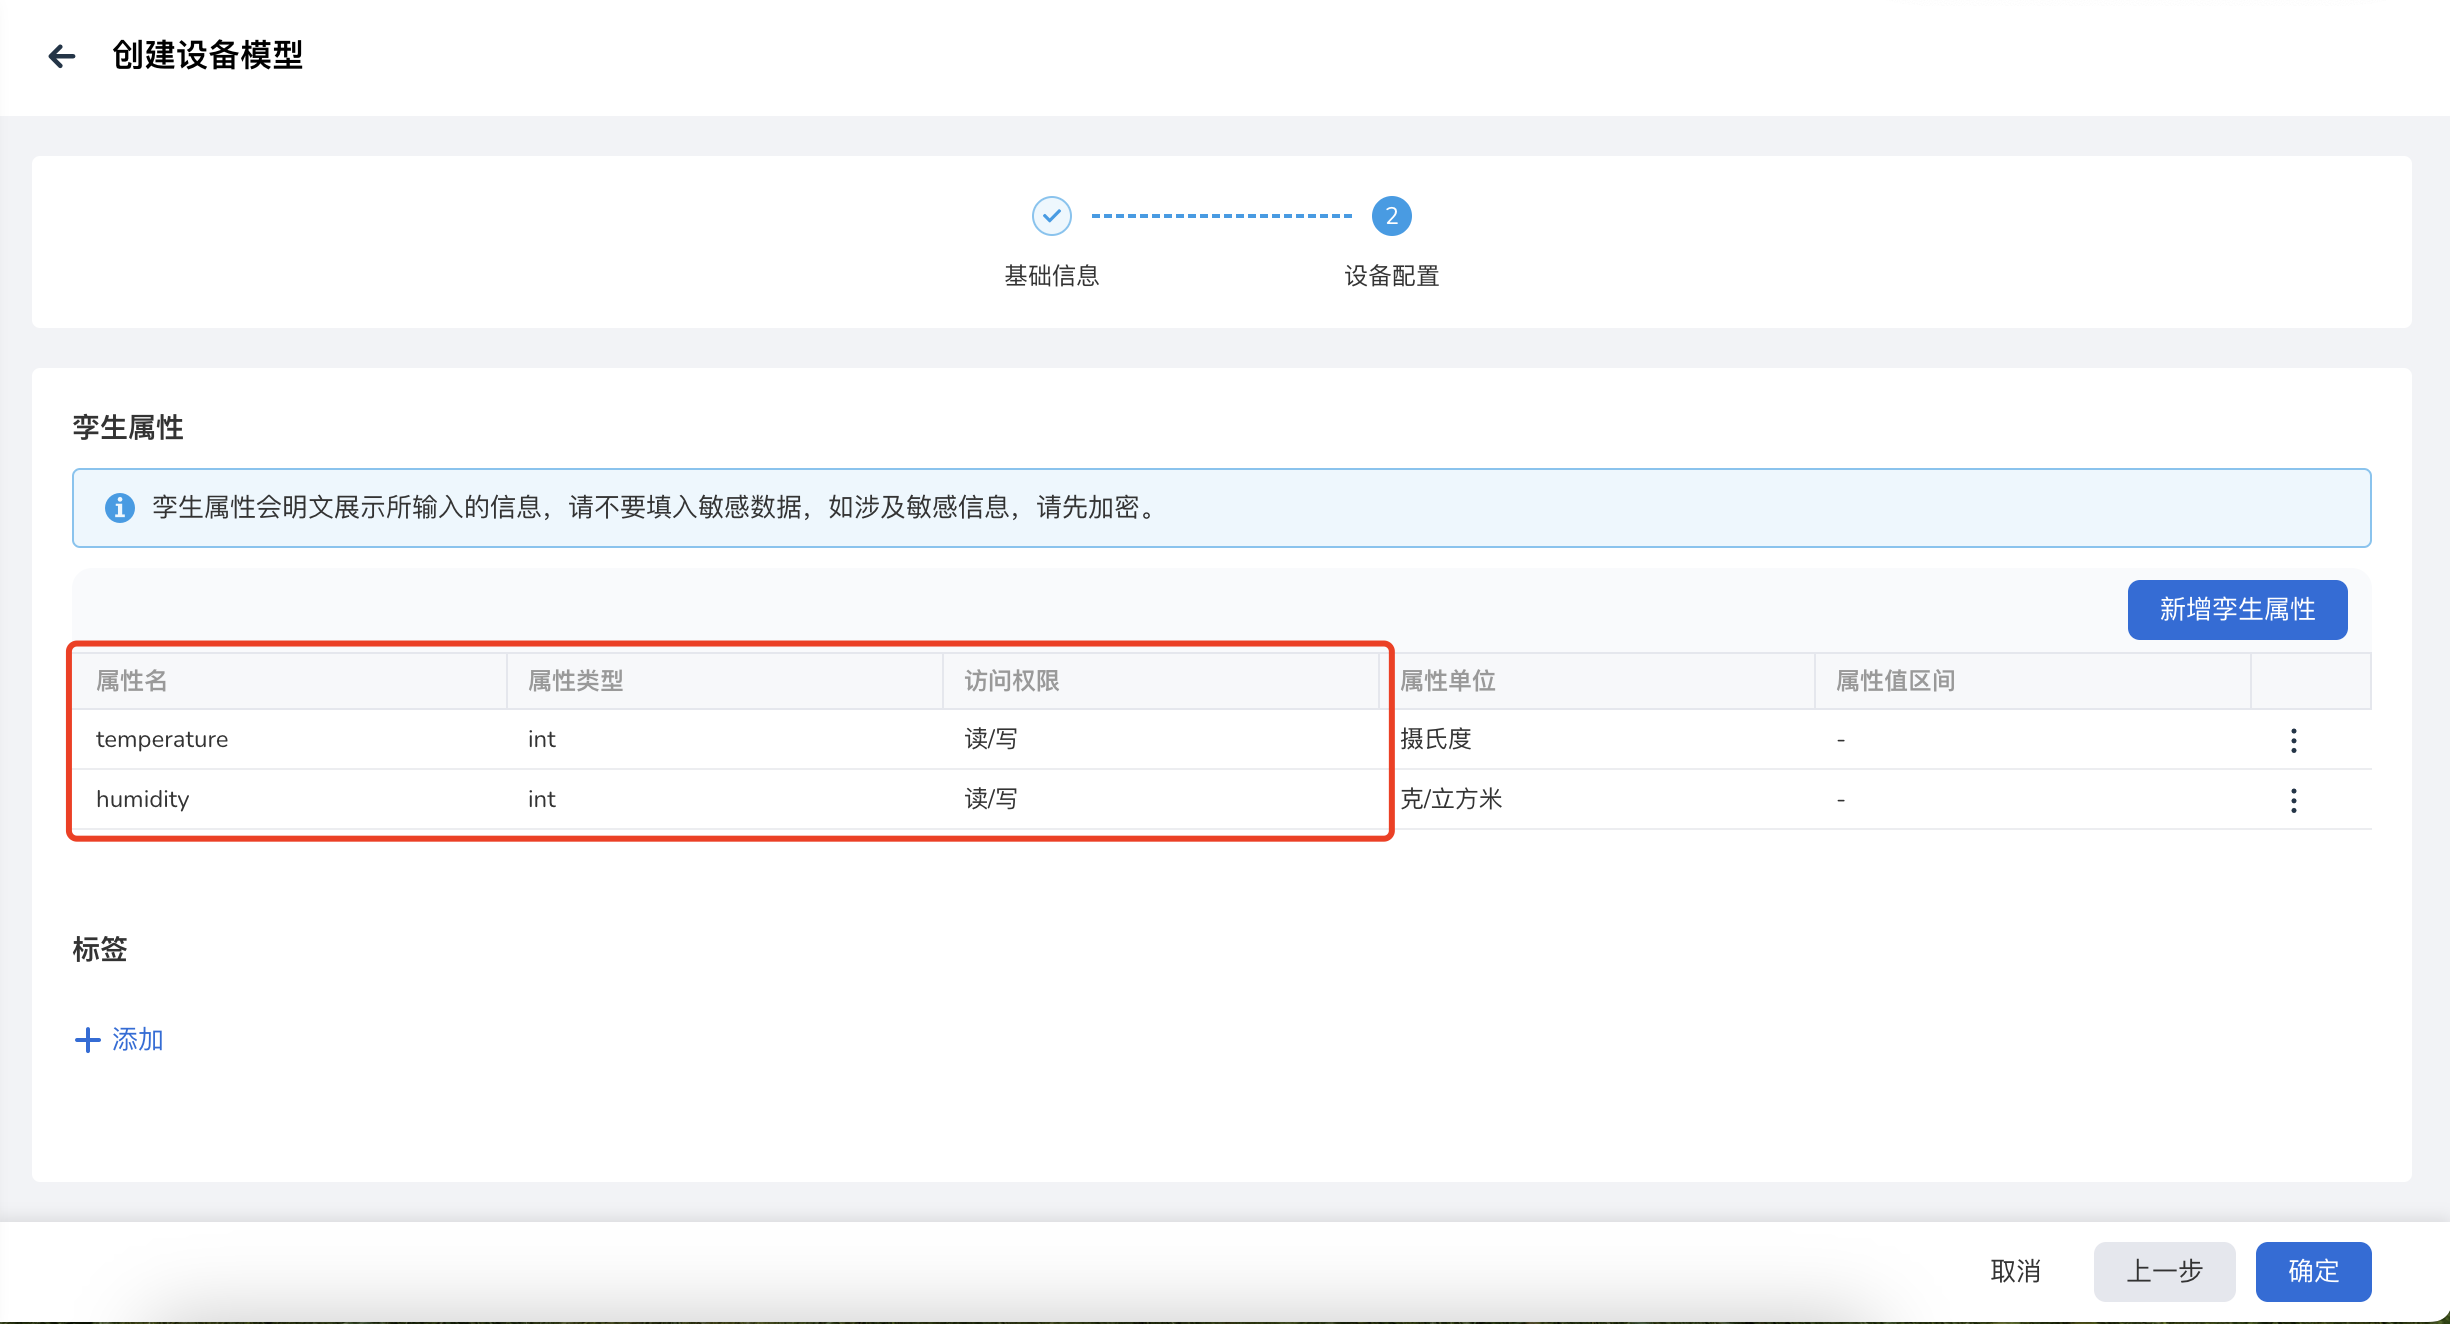 创建设备模型
2
基础信息
设备配置
孪生属性
孪生属性会明文展示所输入的信息，请不要填入敏感数据，如涉及敏感信息，请先加密。
新增孪生属性
属性名 属性类型 访问权限 属性单位 属性值区间
temperature int 读/写 摄氏度 -
humidity int 读/写 克/立方米 -
标签
添加
取消 上一步 确定